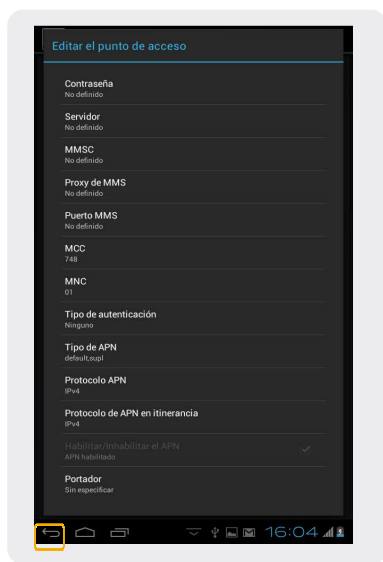 Editar el punto de acceso
Contraseña
No definido
Servidor
No definido
MMSC
No definido
Proxy de MMS
No definido
Puerto MMS
No definido
MCC
748
MNC
01
Tipo de autenticación
Ninguno
Tipo de APN
default,supl
Protocolo APN
IPv4
Protocolo de APN en itinerancia
IPv4
Habilitar/Inhabilitar el APN
APN habilitado
Portador
Sin especificar
16:04